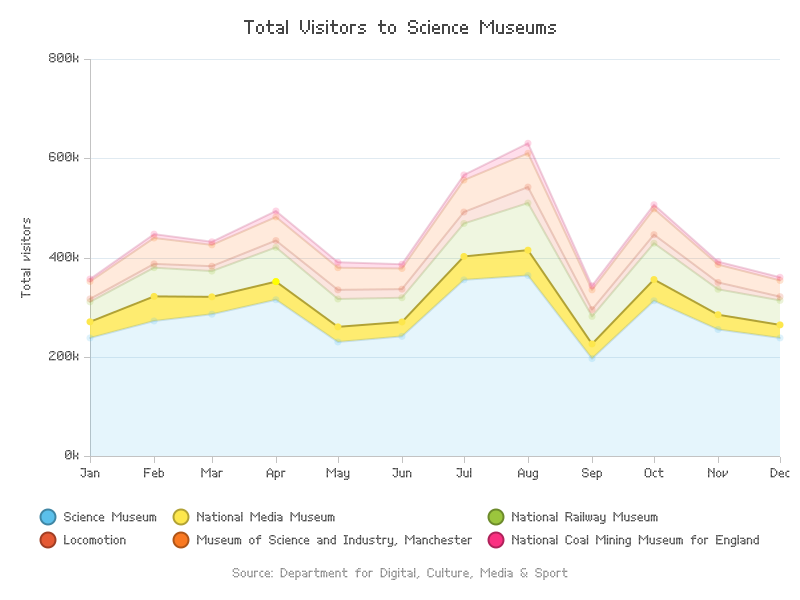 Total Visitors to Science Museums
800k
600k
400k
200k
0k
Total visitors
Jan Feb Mar Apr May Jun Jul Aug Sep Oct Nov Dec
Science Museum National Media Museum National Railway Museum
Locomotion Museum of Science and Industry, Manchester National Coal Mining Museum for England
Source: Department for Digital, Culture, Media & Sport